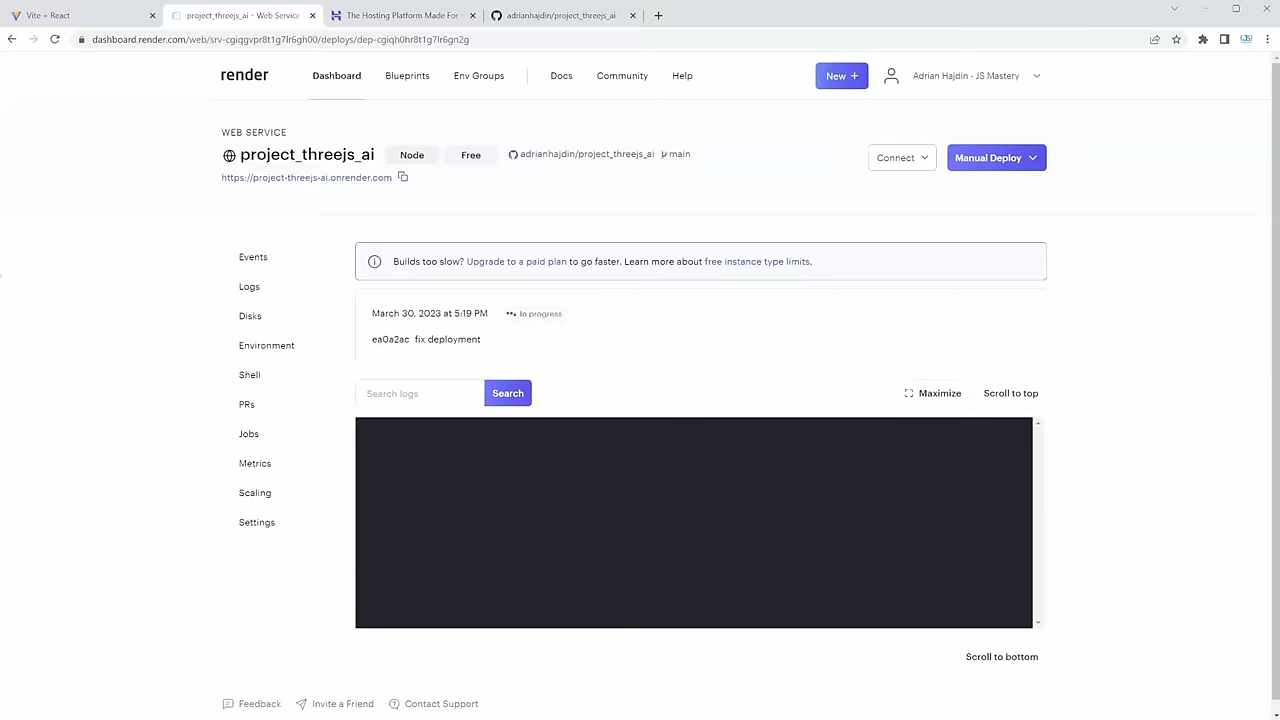 Vite + React
project_threejs_ai · Web Service
The Hosting Platform Made For
adrianhajdin/project_threejs_ai
dashboard.render.com/web/srv-cgiqgvpr8t1g7lr6gh00/deploys/dep-cgiqh0hr8t1g7lr6gn2g
render
Dashboard
Blueprints
Env Groups
Docs
Community
Help
New +
Adrian Hajdin - JS Mastery
WEB SERVICE
project_threejs_ai
Node
Free
adrianhajdin/project_threejs_ai
main
Connect
Manual Deploy
https://project-threejs-ai.onrender.com
Events
Logs
Disks
Environment
Shell
PRs
Jobs
Metrics
Scaling
Settings
Builds too slow? Upgrade to a paid plan to go faster. Learn more about free instance type limits.
March 30, 2023 at 5:19 PM
In progress
ea0a2ac fix deployment
Search logs
Search
Maximize
Scroll to top
Scroll to bottom
Feedback
Invite a Friend
Contact Support